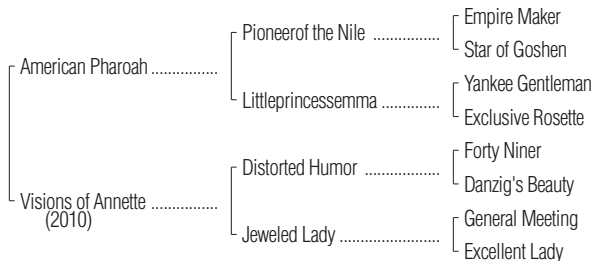 Empire Maker
Pioneerof the Nile ................
Star of Goshen
American Pharoah ................
Yankee Gentleman
Littleprincessemma ..............
Exclusive Rosette
Forty Niner
Distorted Humor ..................
Danzig's Beauty
Visions of Annette ................
(2010)
General Meeting
Jeweled Lady ........................
Excellent Lady